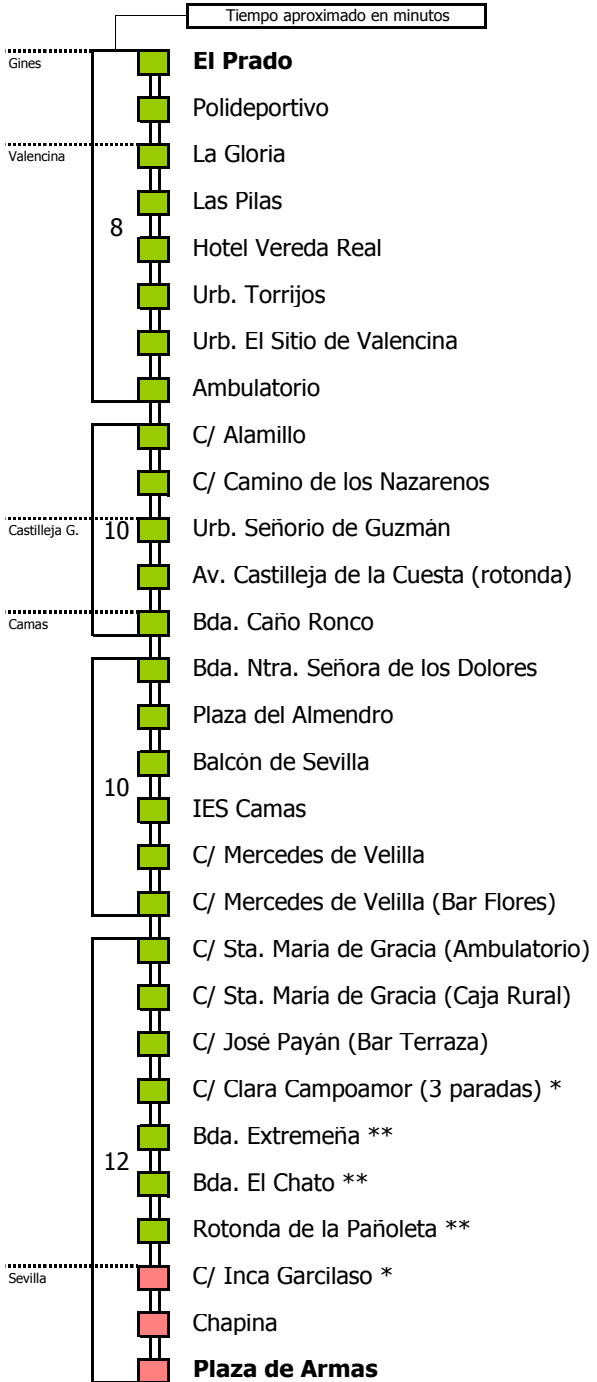 Tiempo aproximado en minutos
Gines
El Prado
Polideportivo
Valencina
La Gloria
Las Pilas
8
Hotel Vereda Real
Urb. Torrijos
Urb. El Sitio de Valencina
Ambulatorio
C/ Alamillo
C/ Camino de los Nazarenos
Castilleja G.
10
Urb. Señorio de Guzmán
Av. Castilleja de la Cuesta (rotonda)
Camas
Bda. Caño Ronco
Bda. Ntra. Señora de los Dolores
Plaza del Almendro
Balcón de Sevilla
10
IES Camas
C/ Mercedes de Velilla
C/ Mercedes de Velilla (Bar Flores)
C/ Sta. María de Gracia (Ambulatorio)
C/ Sta. María de Gracia (Caja Rural)
C/ José Payán (Bar Terraza)
C/ Clara Campoamor (3 paradas) *
Bda. Extremeña **
12
Bda. El Chato **
Rotonda de la Pañoleta **
Sevilla
C/ Inca Garcilaso *
Chapina
Plaza de Armas